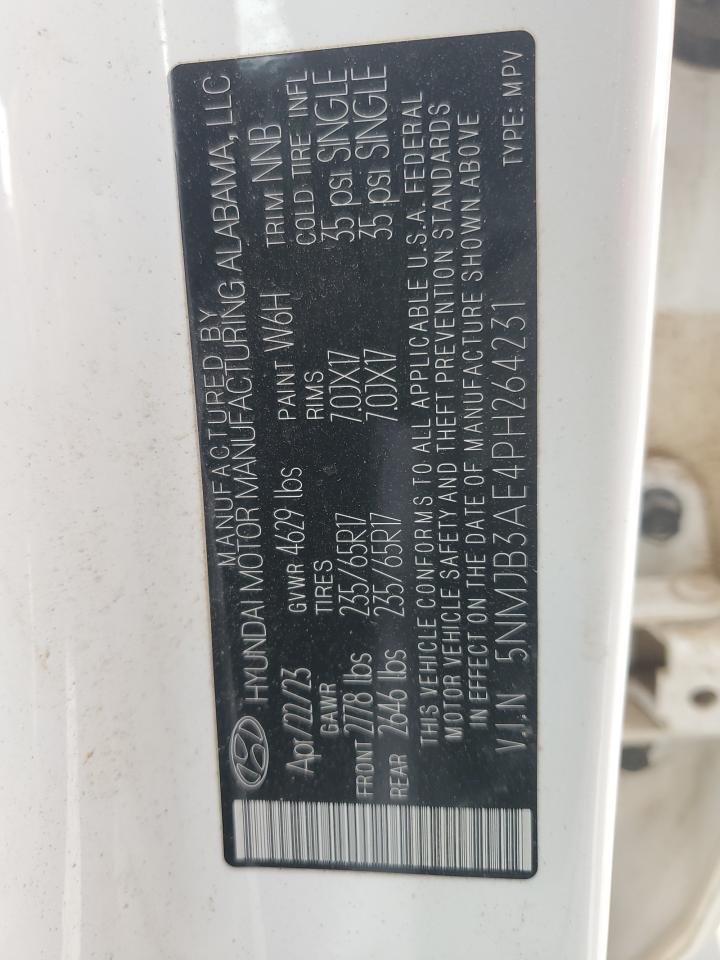 MANUFACTURED BY
HYUNDAI MOTOR MANUFACTURING ALABAMA, LLC
Apr/22/23 GVWR 4629 lbs PAINT W6H TRIM NNB
GAWR TIRES RIMS COLD TIRE INFL
FRONT 2778 lbs 235/65R17 7.0JX17 35 psi SINGLE
REAR 2646 lbs 235/65R17 7.0JX17 35 psi SINGLE
THIS VEHICLE CONFORMS TO ALL APPLICABLE U.S.A. FEDERAL
MOTOR VEHICLE SAFETY AND THEFT PREVENTION STANDARDS
IN EFFECT ON THE DATE OF MANUFACTURE SHOWN ABOVE
V.I.N 5NMJB3AE4PH264231 TYPE: MPV